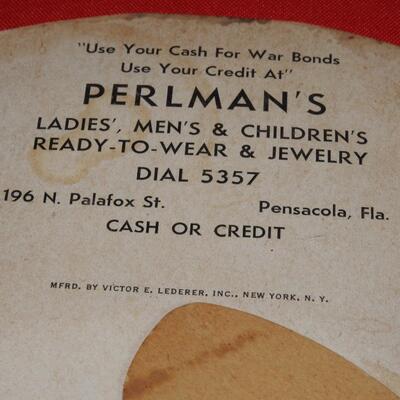 "Use Your Cash For War Bonds
Use Your Credit At"
PERLMAN'S
LADIES', MEN'S & CHILDREN'S
READY-TO-WEAR & JEWELRY
DIAL 5357
196 N. Palafox St. Pensacola, Fla.
CASH OR CREDIT
MFRD. BY VICTOR E. LEDERER, INC., NEW YORK, N. Y.